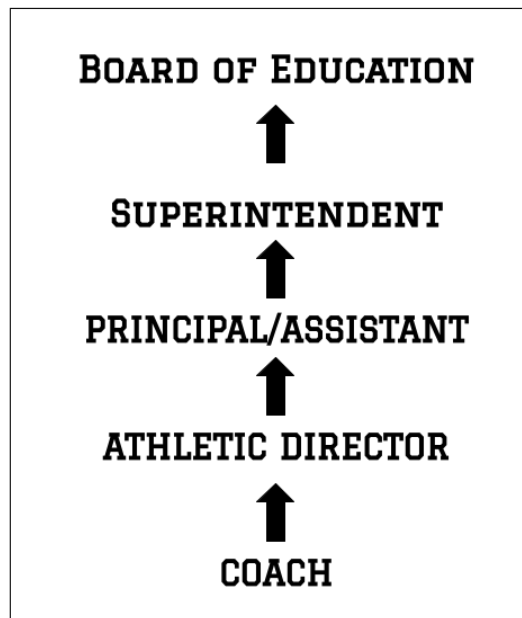 Board of Education
Superintendent
PRINCIPAL/ASSISTANT
ATHLETIC DIRECTOR
COACH